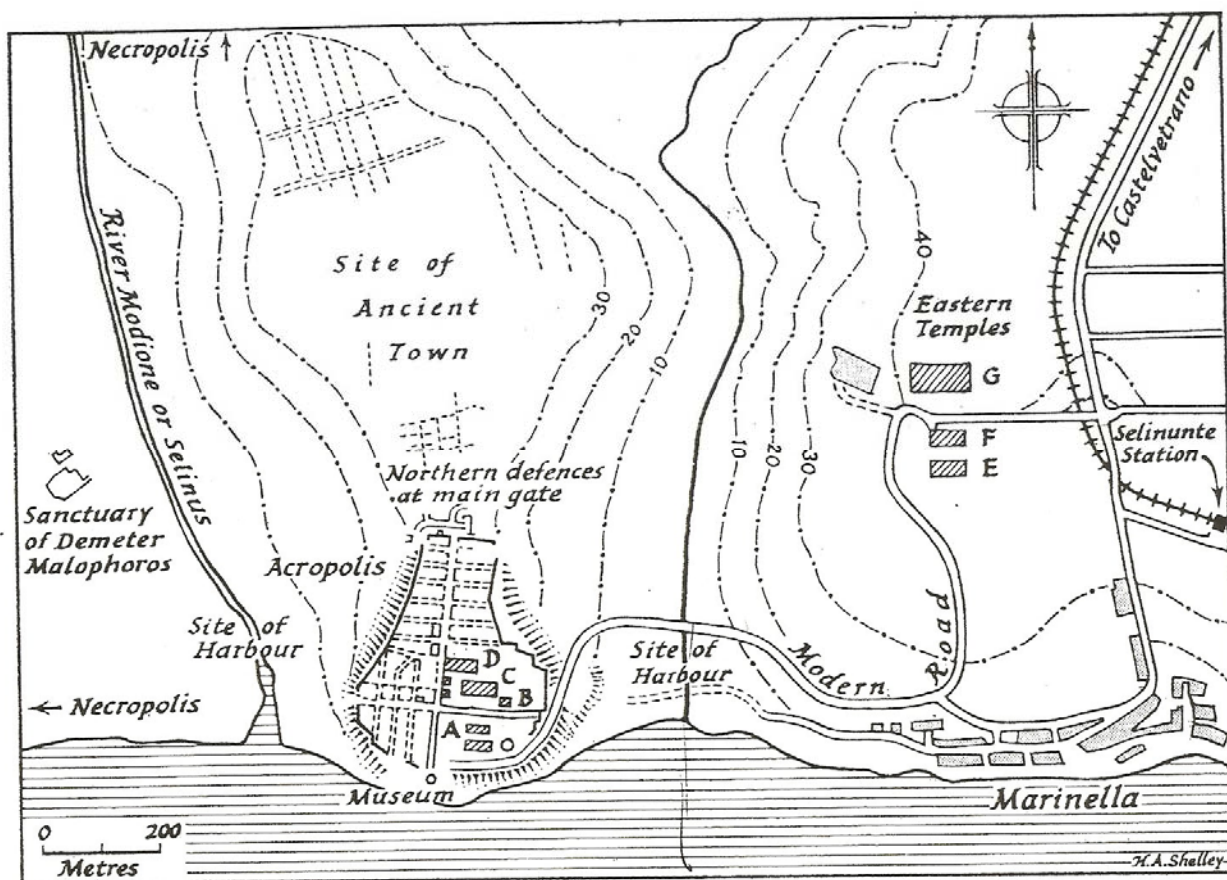 Necropolis ↑
To Castelvetrano
River Modione or Selinus
Site of
Ancient
Town
30
20
10
40
Eastern
Temples
G
F
E
10
20
30
Selinunte
Station
Northern defences
at main gate
Sanctuary
of Demeter
Malophoros
Acropolis
Site of
Harbour
Site of
Harbour
Modern Road
D
C
B
A
O
← Necropolis
Museum
Marinella
0 200
Metres
H.A.Shelley